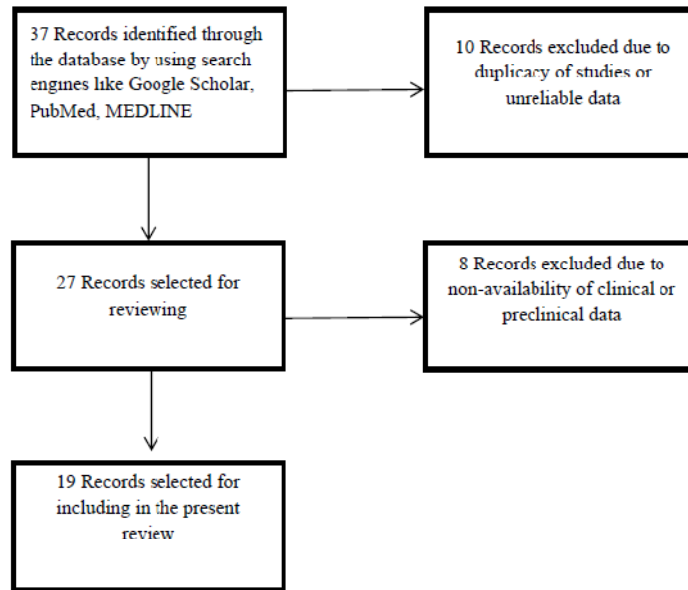 37 Records identified through
the database by using search
engines like Google Scholar,
PubMed, MEDLINE
10 Records excluded due to
duplicacy of studies or
unreliable data
27 Records selected for
reviewing
8 Records excluded due to
non-availability of clinical or
preclinical data
19 Records selected for
including in the present
review